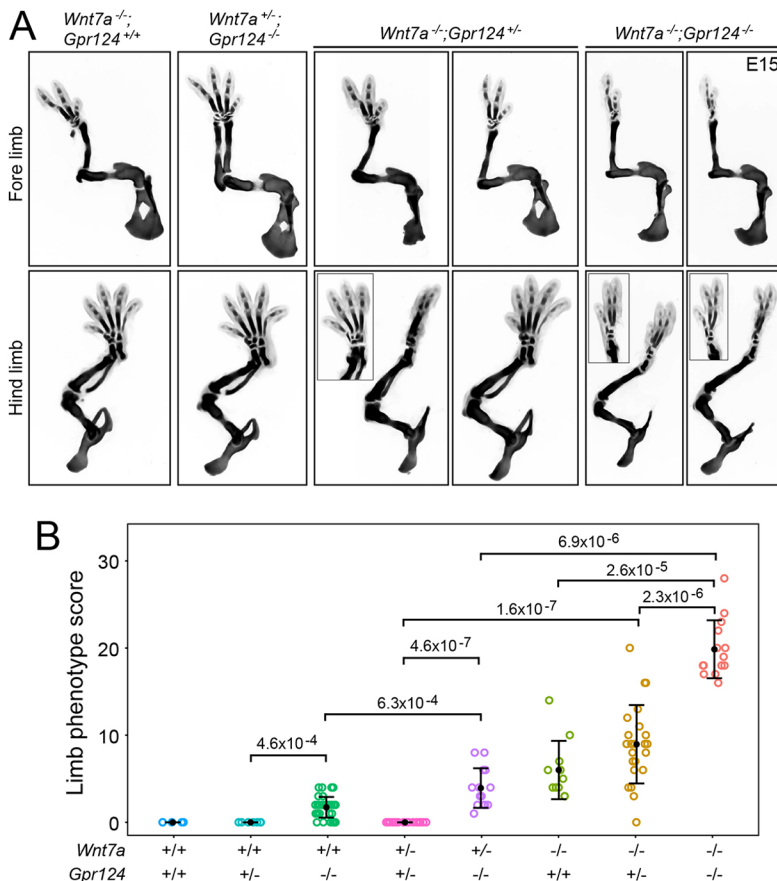 A
Wnt7a-/-;
Gpr124+/+
Wnt7a+/-;
Gpr124-/-
Wnt7a-/-;Gpr124+/-
Wnt7a-/-;Gpr124-/-
E15
Fore limb
Hind limb
B
Limb phenotype score
30
20
10
0
6.9x10-6
2.6x10-5
1.6x10-7
2.3x10-6
4.6x10-7
6.3x10-4
4.6x10-4
Wnt7a +/+ +/+ +/+ +/- +/- -/- -/- -/-
Gpr124 +/+ +/- -/- +/- -/- +/+ +/- -/-